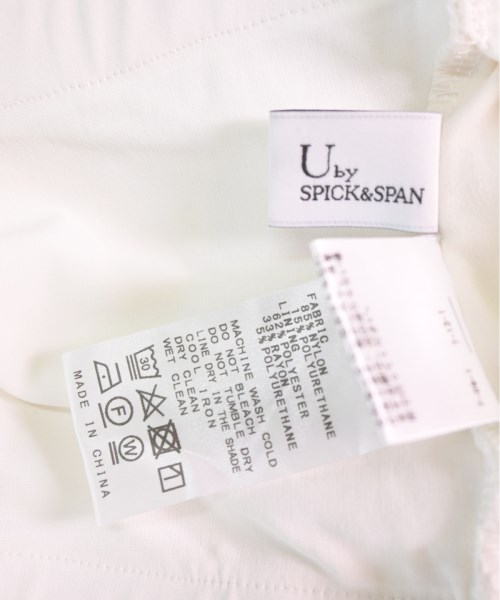 U by
SPICK&SPAN
FABRIC
85%NYLON
15%POLYURETHANE
LINING
62%POLYESTER
33%RAYON
5%POLYURETHANE
MACHINE WASH COLD
DO NOT BLEACH
DO NOT TUMBLE DRY
LINE DRY IN THE SHADE
COOL IRON
DRY CLEAN
WET CLEAN
30
F
W
MADE IN CHINA